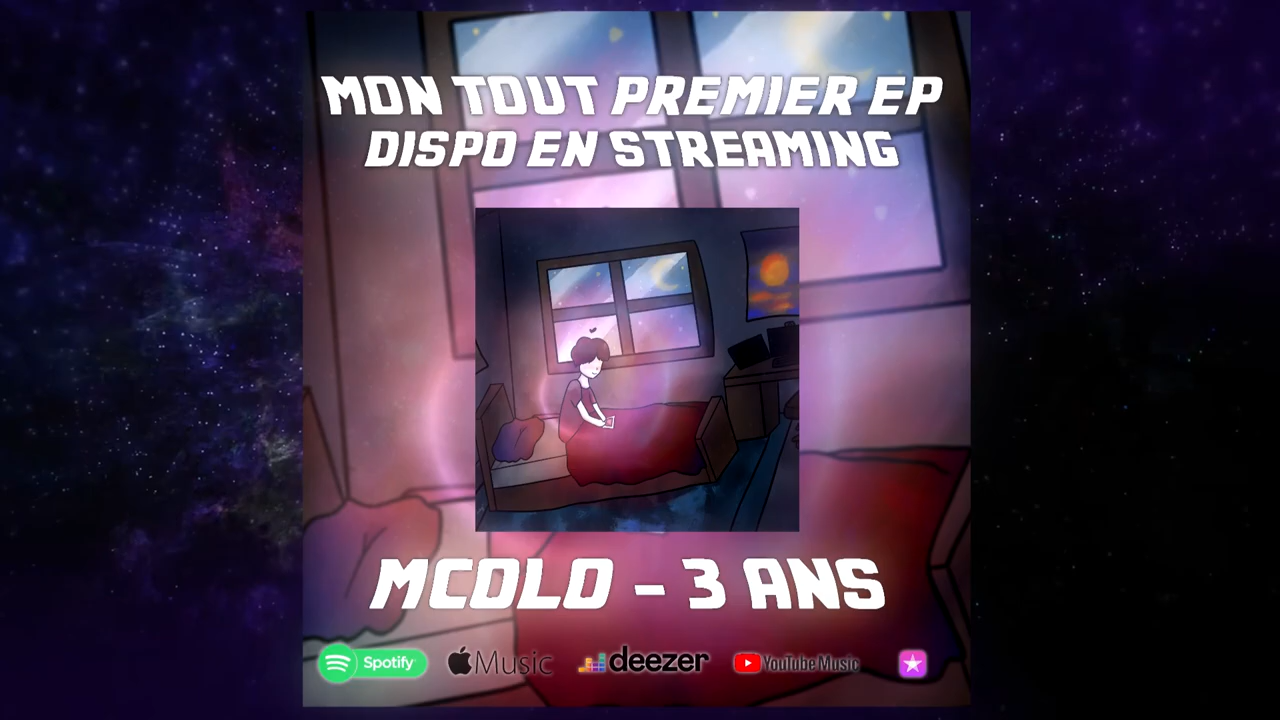 MON TOUT PREMIER EP
DISPO EN STREAMING
MCOLO - 3 ANS
Spotify Music deezer YouTube Music